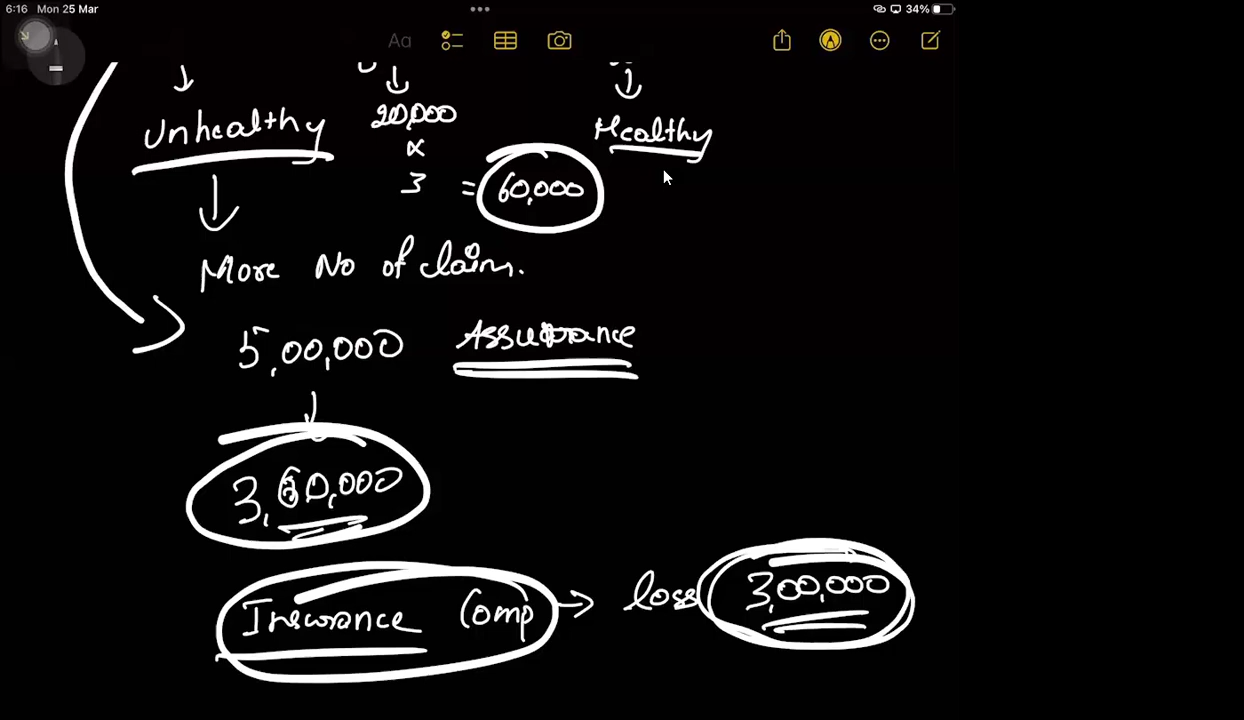 6:16 Mon 25 Mar 34%
Aa
Unhealthy 20,000 Healthy
x
3 = 60,000
More No of claim.
5,00,000 Assurance
3,60,000
Insurance Comp → loss 3,00,000